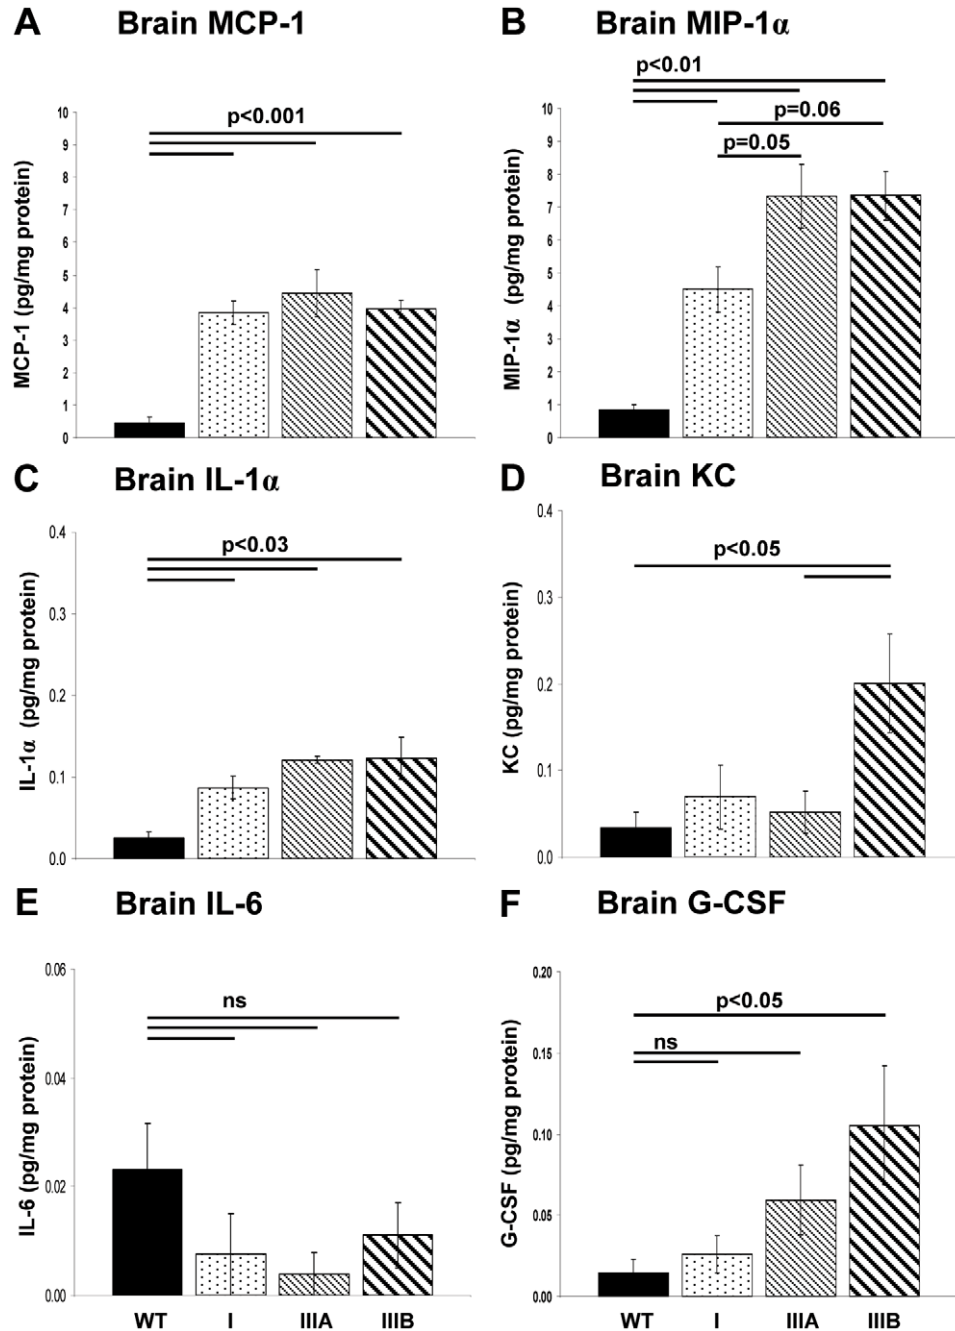 A Brain MCP-1
p<0.001
MCP-1 (pg/mg protein)
10
9
8
7
6
5
4
3
2
1
0
B Brain MIP-1α
p<0.01
p=0.06
p=0.05
MIP-1α (pg/mg protein)
10
9
8
7
6
5
4
3
2
1
0
C Brain IL-1α
p<0.03
IL-1α (pg/mg protein)
0.4
0.3
0.2
0.1
0.0
D Brain KC
p<0.05
KC (pg/mg protein)
0.4
0.3
0.2
0.1
0.0
E Brain IL-6
ns
IL-6 (pg/mg protein)
0.06
0.04
0.02
0.00
WT I IIIA IIIB
F Brain G-CSF
p<0.05
ns
G-CSF (pg/mg protein)
0.20
0.15
0.10
0.05
0.00
WT I IIIA IIIB